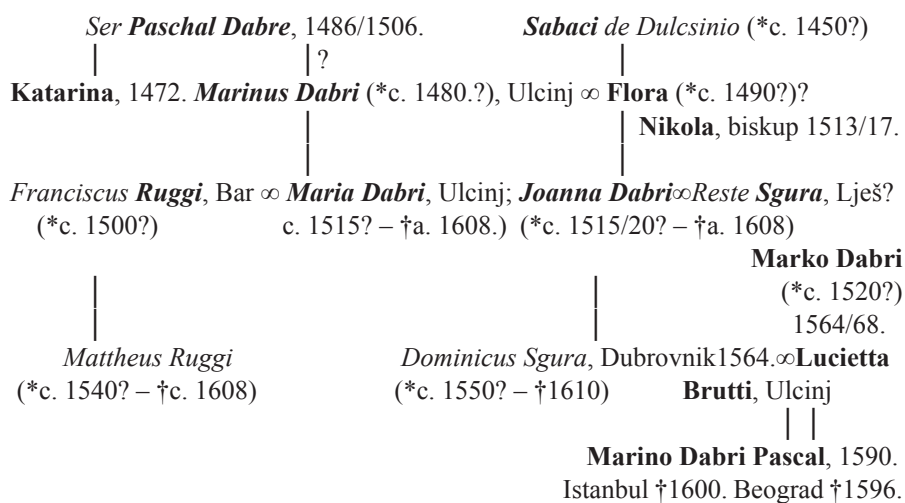 Ser Paschal Dabre, 1486/1506. Sabaci de Dulcsinio (*c. 1450?)
?
Katarina, 1472. Marinus Dabri (*c. 1480.?), Ulcinj ∞ Flora (*c. 1490?)?
Nikola, biskup 1513/17.
Franciscus Ruggi, Bar ∞ Maria Dabri, Ulcinj; Joanna Dabri∞Reste Sgura, Lješ?
(*c. 1500?) c. 1515? – †a. 1608.) (*c. 1515/20? – †a. 1608)
Marko Dabri
(*c. 1520?)
1564/68.
Mattheus Ruggi Dominicus Sgura, Dubrovnik1564.∞Lucietta
(*c. 1540? – †c. 1608) (*c. 1550? – †1610) Brutti, Ulcinj
Marino Dabri Pascal, 1590.
Istanbul †1600. Beograd †1596.